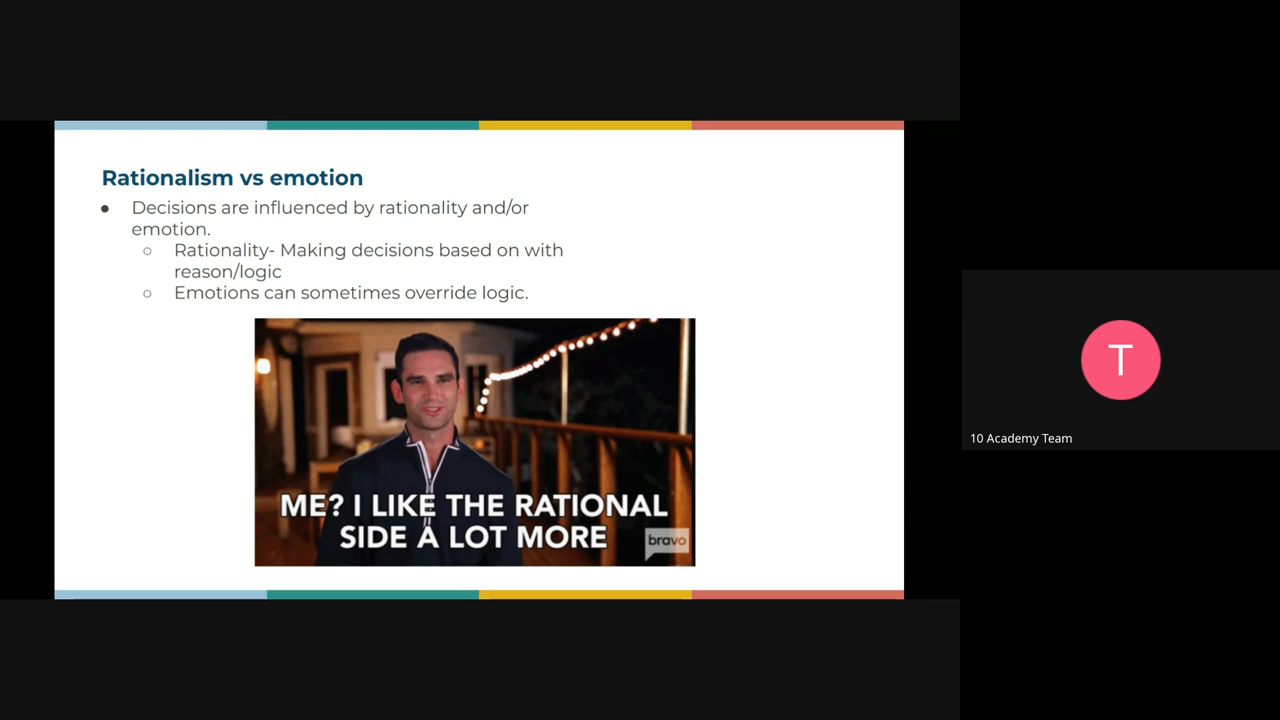 Rationalism vs emotion
● Decisions are influenced by rationality and/or
emotion.
○ Rationality- Making decisions based on with
reason/logic
○ Emotions can sometimes override logic.
ME? I LIKE THE RATIONAL
SIDE A LOT MORE
bravo
T
10 Academy Team